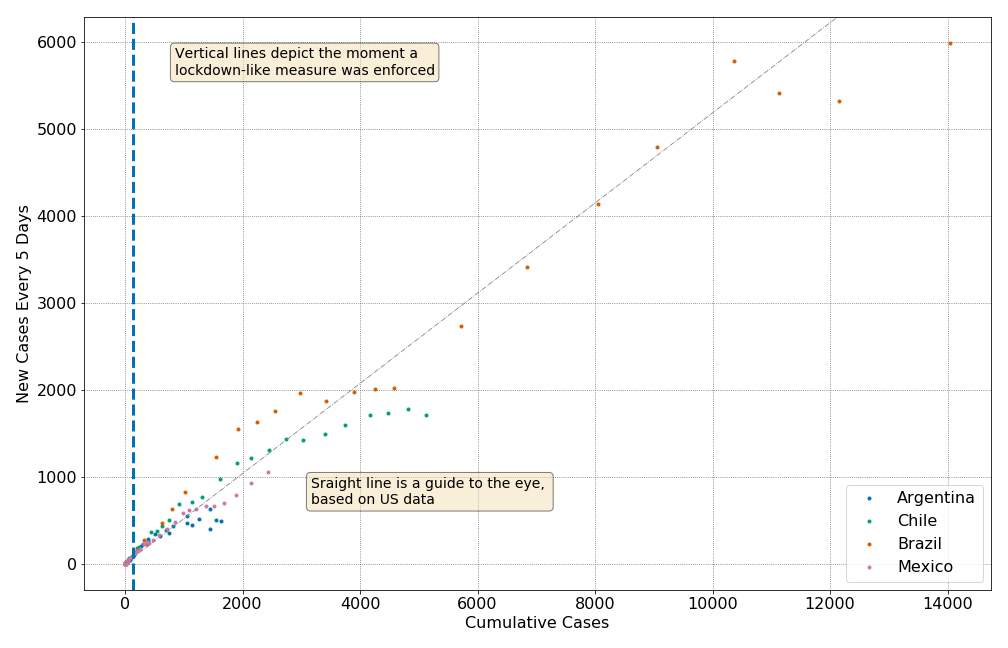 Vertical lines depict the moment a
lockdown-like measure was enforced
Sraight line is a guide to the eye,
based on US data
New Cases Every 5 Days
6000
5000
4000
3000
2000
1000
0
0 2000 4000 6000 8000 10000 12000 14000
Cumulative Cases
Argentina
Chile
Brazil
Mexico